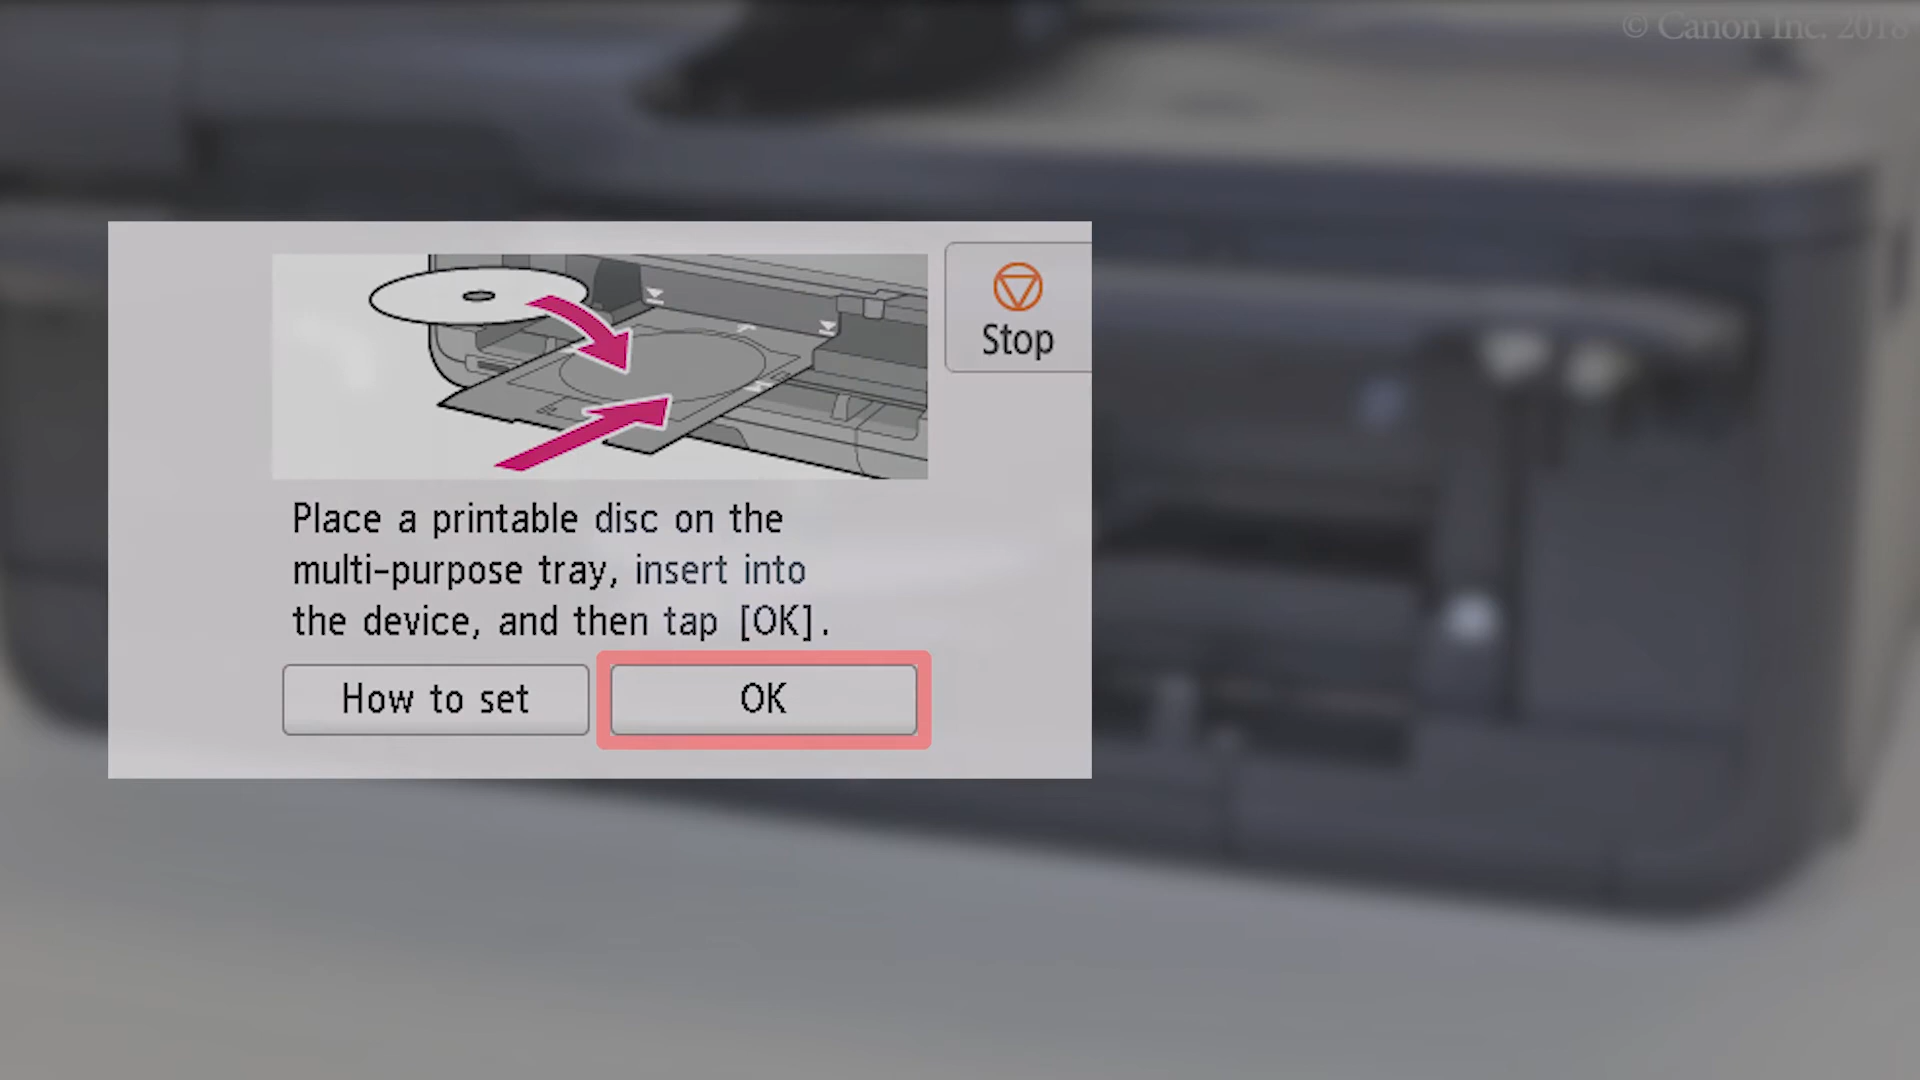 © Canon Inc. 2018
Stop
Place a printable disc on the
multi-purpose tray, insert into
the device, and then tap [OK].
How to set
OK